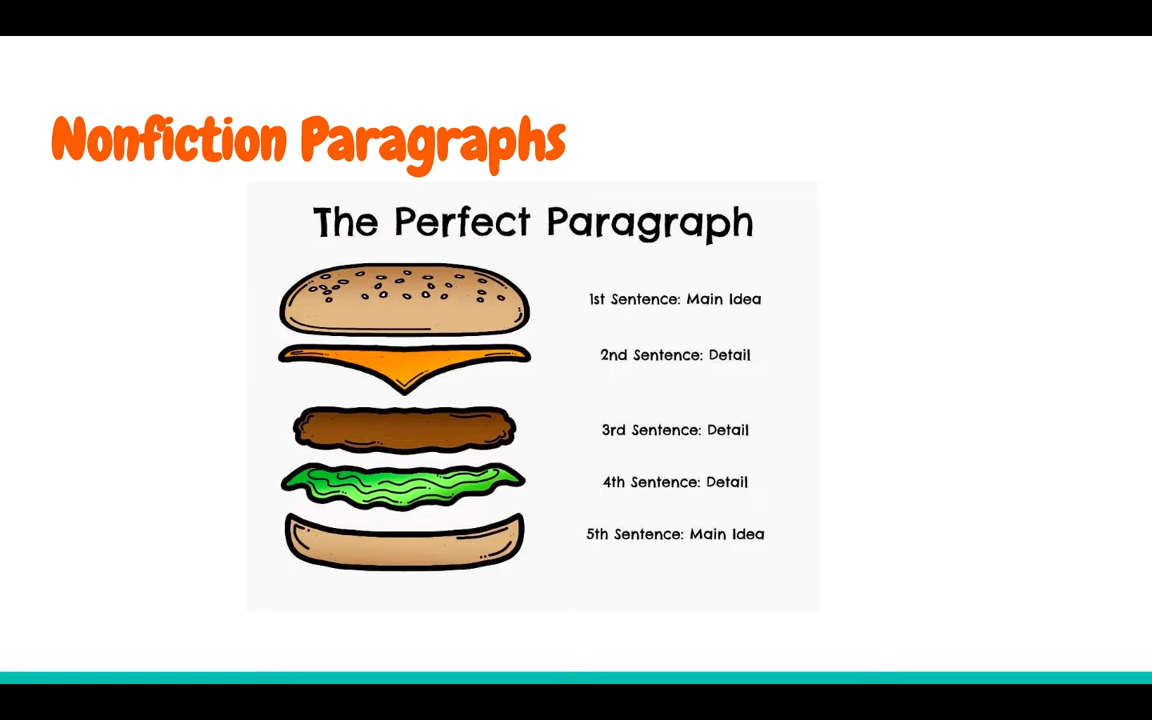 Nonfiction Paragraphs
The Perfect Paragraph
1st Sentence: Main Idea
2nd Sentence: Detail
3rd Sentence: Detail
4th Sentence: Detail
5th Sentence: Main Idea